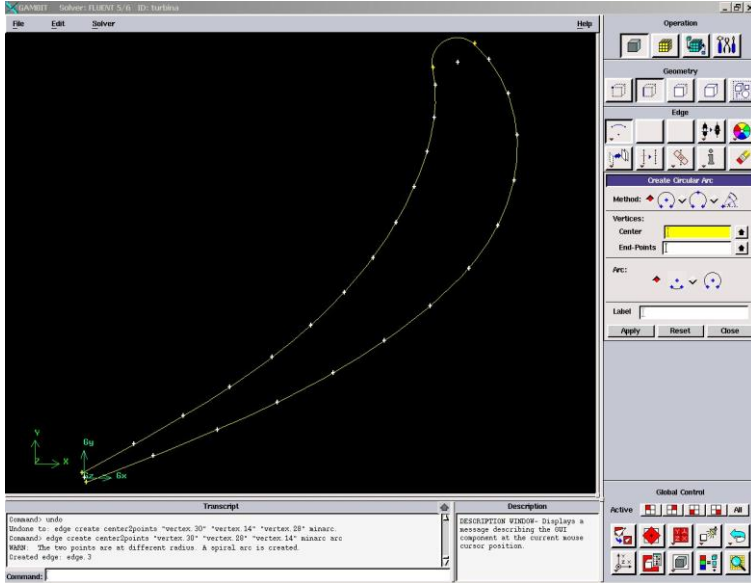 GAMBIT Solver: FLUENT 5/6 ID: turbina
File Edit Solver Help
Operation
Geometry
Edge
Create Circular Arc
Method:
Vertices:
Center
End-Points
Arc:
Label
Apply Reset Close
Y
X
Gy
Gz Gx
Global Control
Active All
Transcript
Command> undo
Undone to: edge create center2points "vertex.30" "vertex.14" "vertex.28" minarc
Command> edge create center2points "vertex.30" "vertex.28" "vertex.14" minarc arc
WARN: The two points are at different radius. A spiral arc is created.
Created edge: edge.3
Command:
Description
DESCRIPTION WINDOW- Displays a
message describing the GUI
component at the current mouse
cursor position.